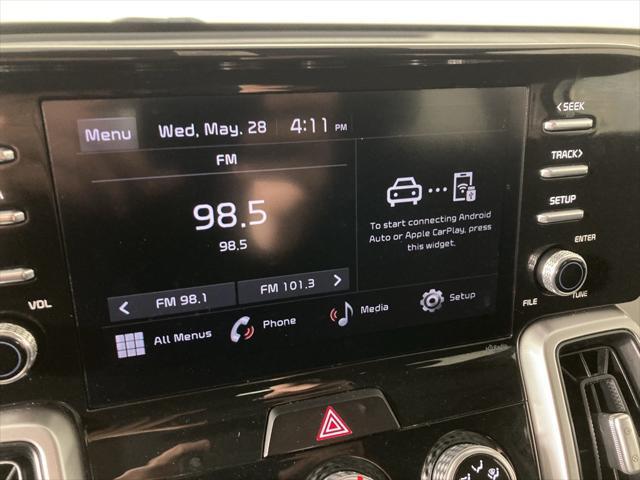 Menu Wed, May. 28 4:11 PM
FM
98.5
98.5
FM 98.1 FM 101.3
To start connecting Android
Auto or Apple CarPlay, press
this widget.
All Menus Phone Media Setup
VOL
<SEEK
TRACK>
SETUP
ENTER
FILE TUNE